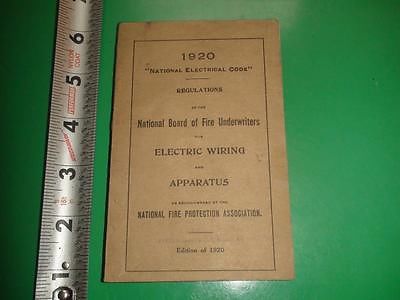 1920
"NATIONAL ELECTRICAL CODE"
REGULATIONS
OF THE
National Board of Fire Underwriters
FOR
ELECTRIC WIRING
AND
APPARATUS
AS RECOMMENDED BY THE
NATIONAL FIRE PROTECTION ASSOCIATION.
Edition of 1920
1
2
3
4
5
6